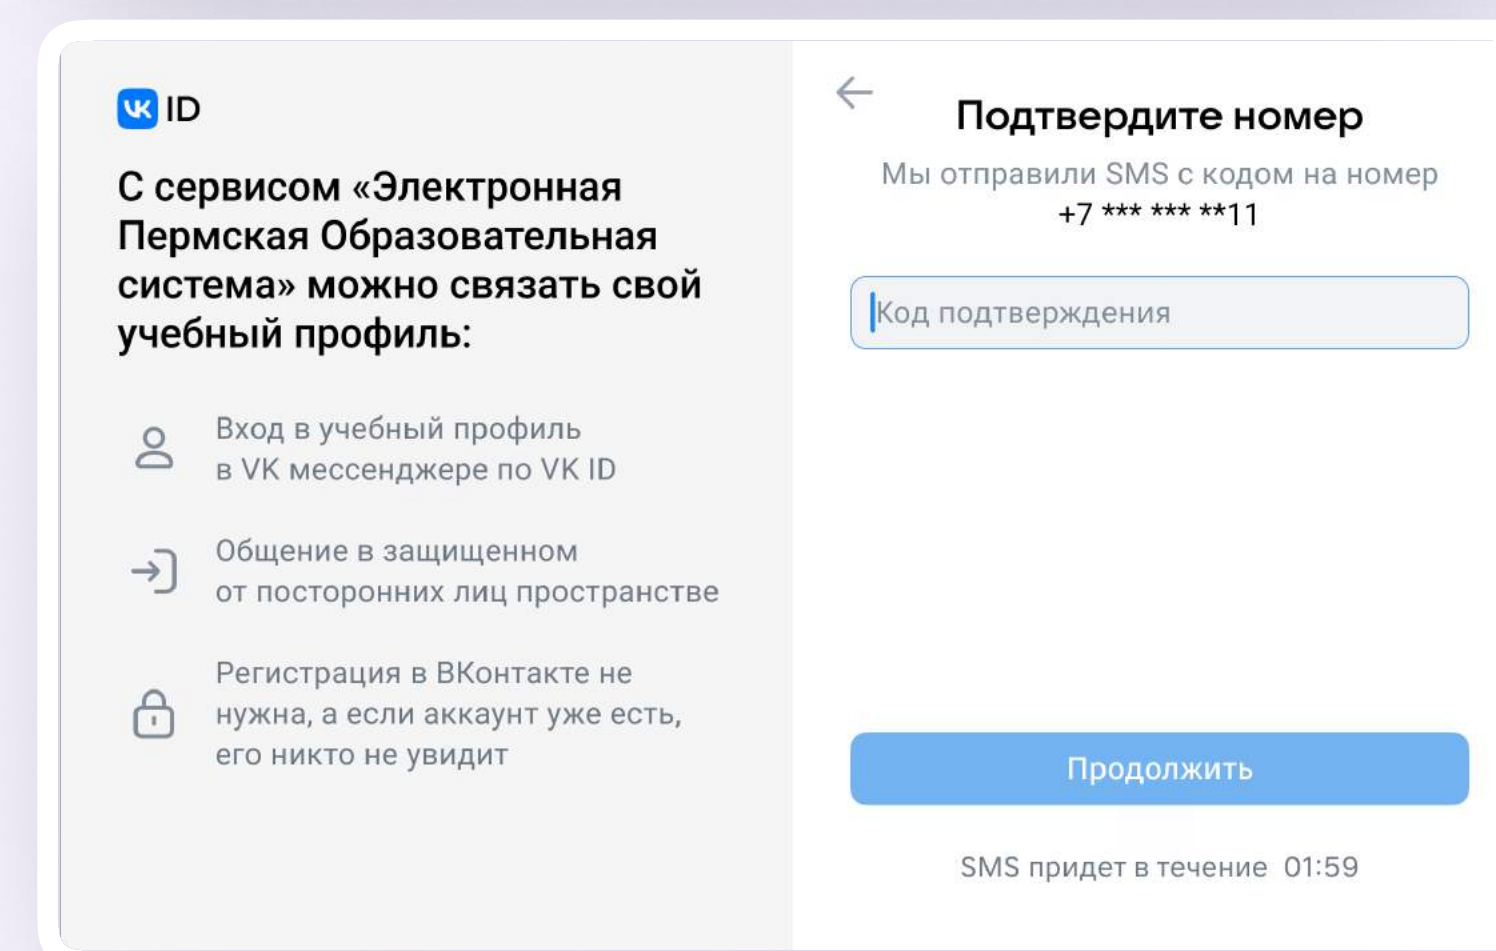 VK ID
С сервисом «Электронная
Пермская Образовательная
система» можно связать свой
учебный профиль:
Вход в учебный профиль
в VK мессенджере по VK ID
Общение в защищенном
от посторонних лиц пространстве
Регистрация в ВКонтакте не
нужна, а если аккаунт уже есть,
его никто не увидит
Подтвердите номер
Мы отправили SMS с кодом на номер
+7 *** *** **11
Код подтверждения
Продолжить
SMS придет в течение 01:59